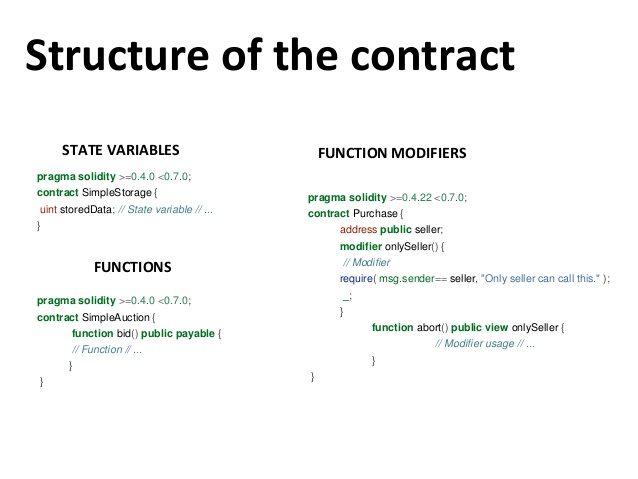 Structure of the contract
STATE VARIABLES
pragma solidity >=0.4.0 <0.7.0;
contract SimpleStorage {
uint storedData; // State variable // ...
}
FUNCTIONS
pragma solidity >=0.4.0 <0.7.0;
contract SimpleAuction {
function bid() public payable {
// Function // ...
}
}
FUNCTION MODIFIERS
pragma solidity >=0.4.22 <0.7.0;
contract Purchase {
address public seller;
modifier onlySeller() {
// Modifier
require( msg.sender== seller, "Only seller can call this." );
_;
}
function abort() public view onlySeller {
// Modifier usage // ...
}
}